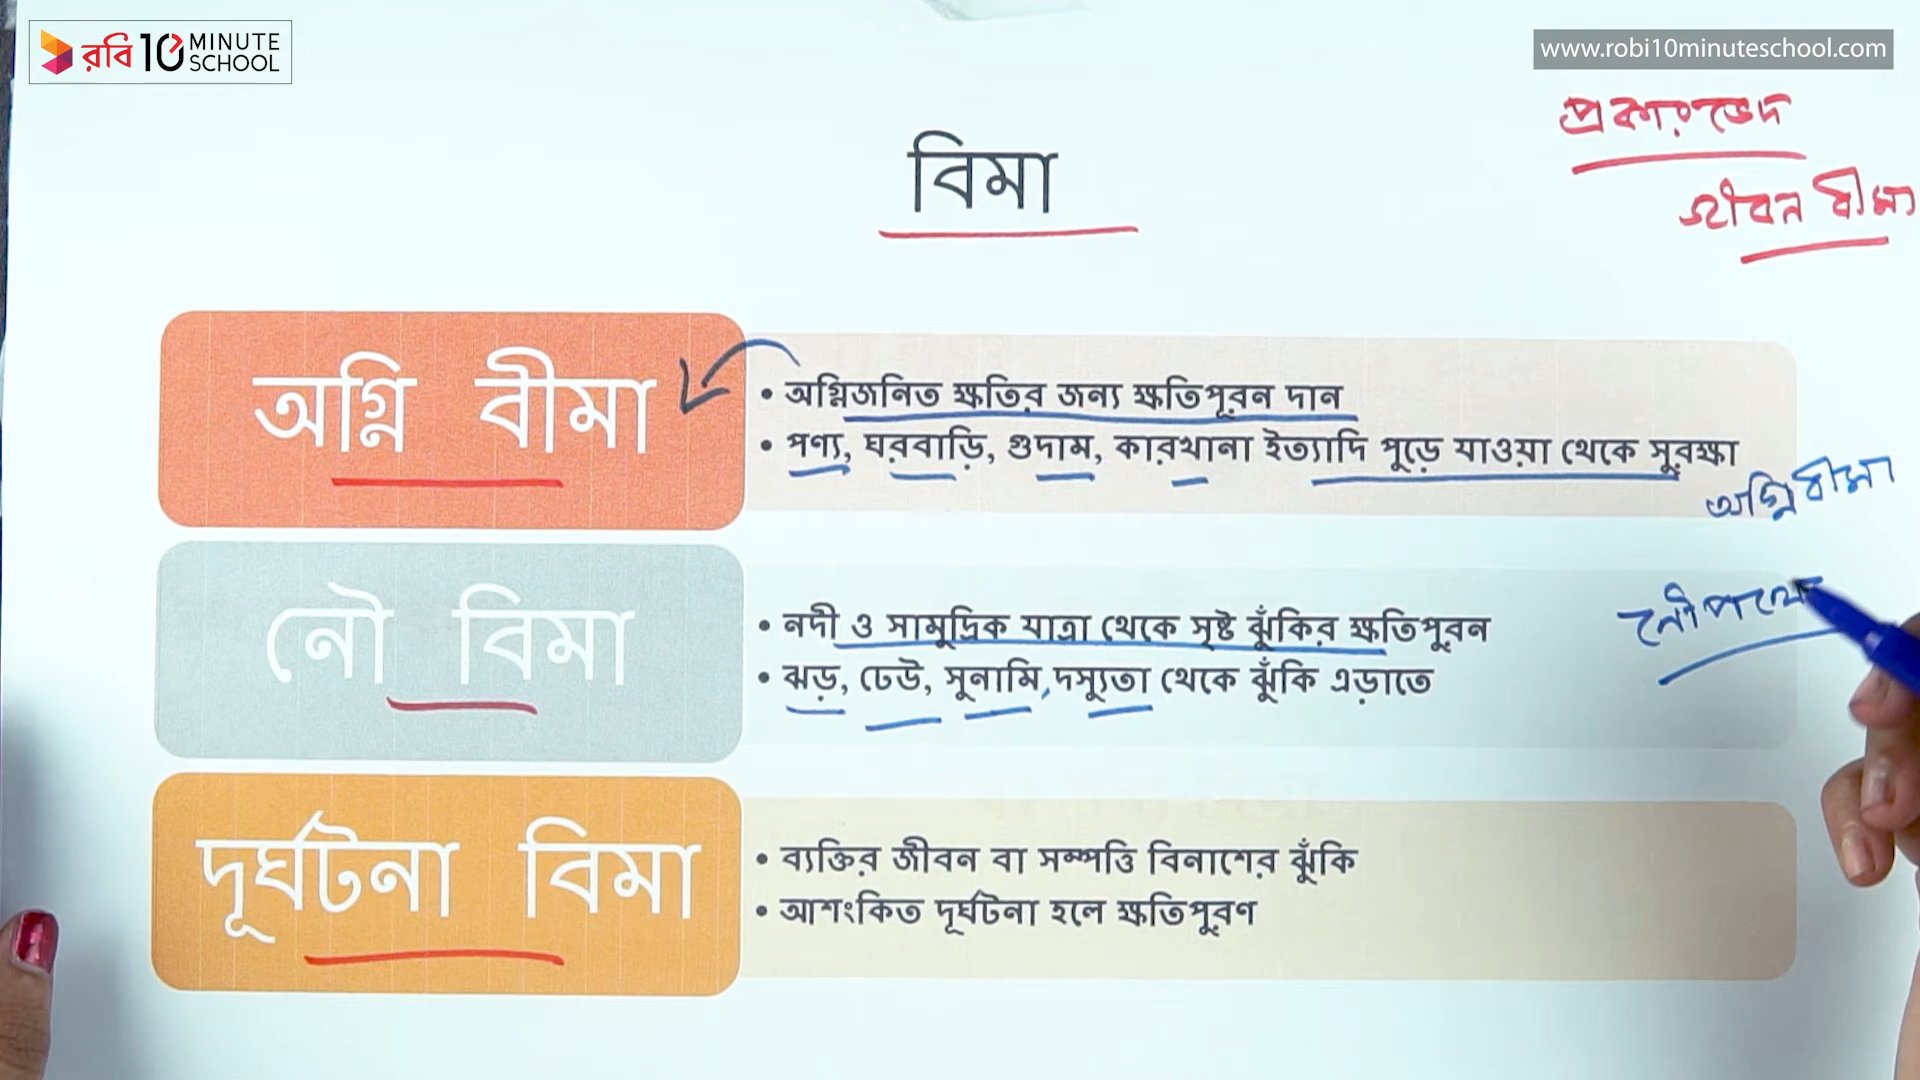 রবি 10 MINUTE SCHOOL
www.robi10minuteschool.com
প্রকারভেদ
জীবন বীমা
বিমা
অগ্নি বীমা
• অগ্নিজনিত ক্ষতির জন্য ক্ষতিপূরন দান
• পণ্য, ঘরবাড়ি, গুদাম, কারখানা ইত্যাদি পুড়ে যাওয়া থেকে সুরক্ষা
অগ্নি বীমা
নৌ বিমা
• নদী ও সামুদ্রিক যাত্রা থেকে সৃষ্ট ঝুঁকির ক্ষতিপুরন
• ঝড়, ঢেউ, সুনামি, দস্যুতা থেকে ঝুঁকি এড়াতে
নৌপথে
দূর্ঘটনা বিমা
• ব্যক্তির জীবন বা সম্পত্তি বিনাশের ঝুঁকি
• আশংকিত দূর্ঘটনা হলে ক্ষতিপুরণ